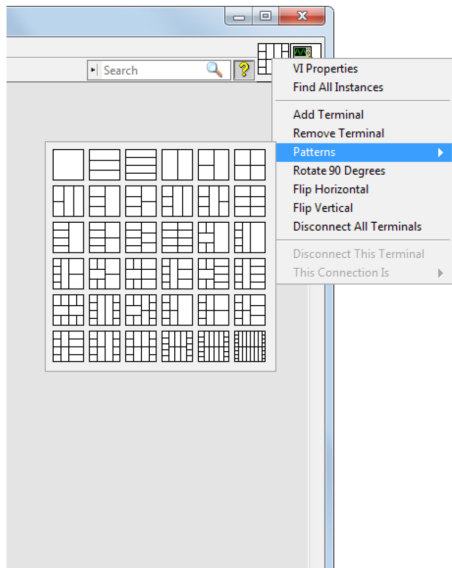 Search
?
VI Properties
Find All Instances
Add Terminal
Remove Terminal
Patterns
Rotate 90 Degrees
Flip Horizontal
Flip Vertical
Disconnect All Terminals
Disconnect This Terminal
This Connection Is